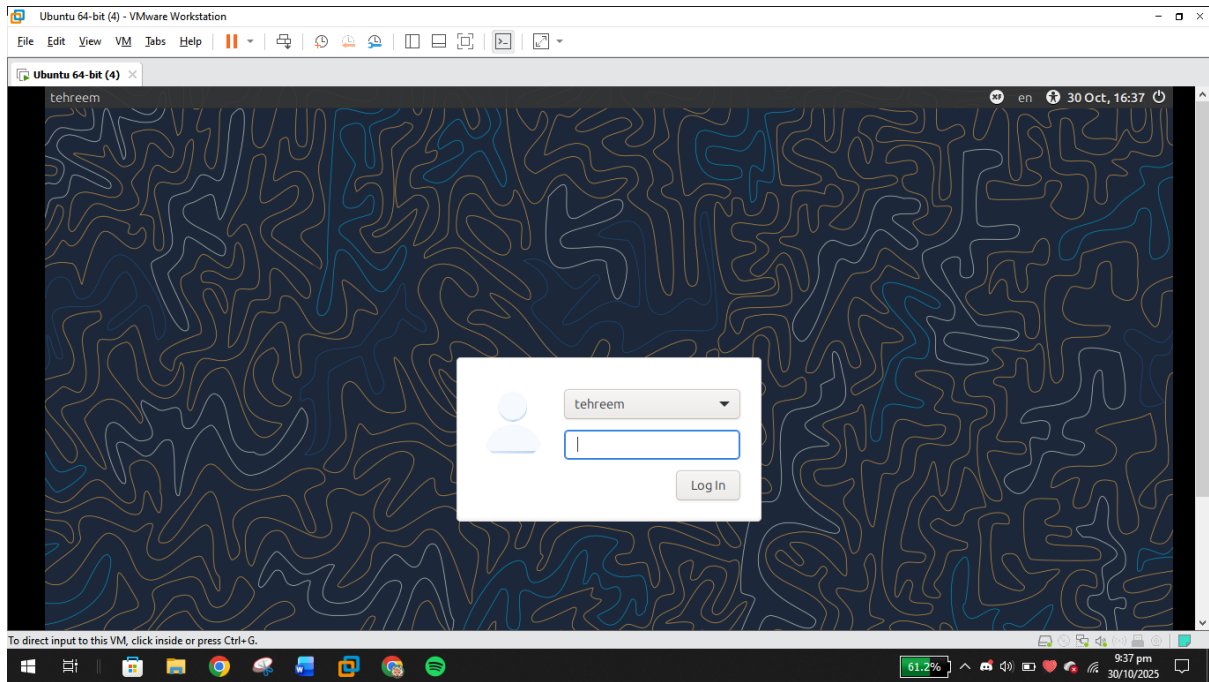 Ubuntu 64-bit (4) - VMware Workstation
File Edit View VM Tabs Help
Ubuntu 64-bit (4)
tehreem en 30 Oct, 16:37
tehreem
Log In
To direct input to this VM, click inside or press Ctrl+G.
61.2% 9:37 pm
30/10/2025